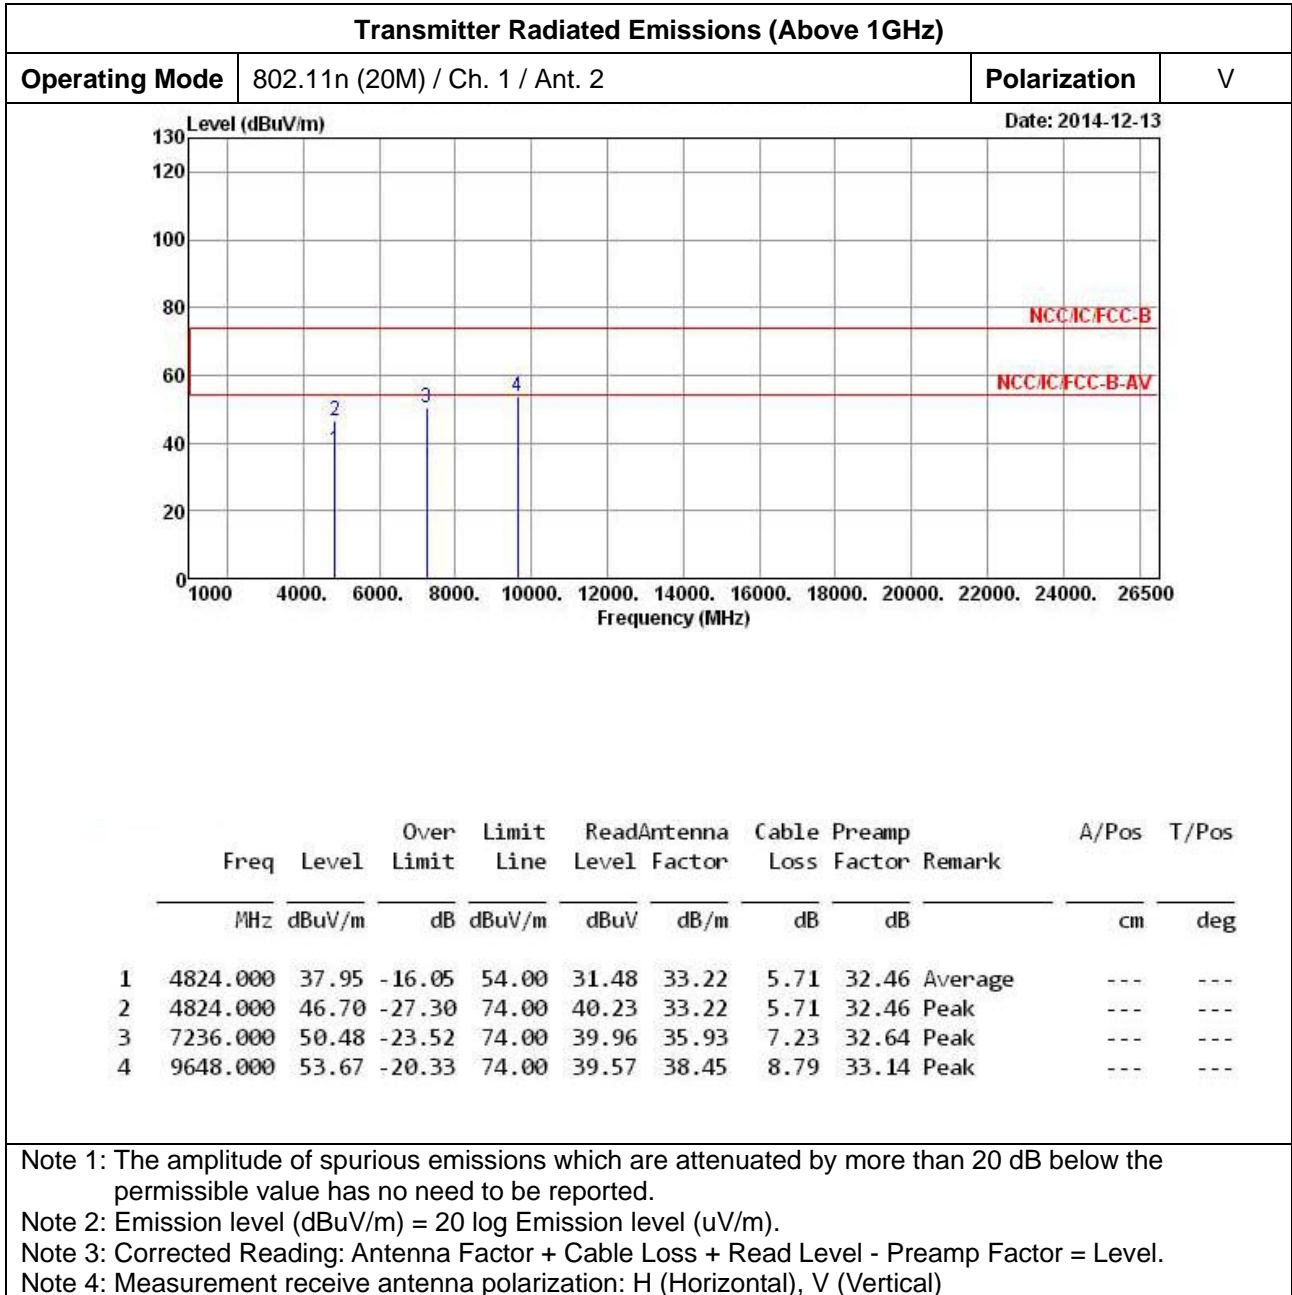 Transmitter Radiated Emissions (Above 1GHz)
Operating Mode 802.11n (20M) / Ch. 1 / Ant. 2 Polarization V
Level (dBuV/m) Date: 2014-12-13
130
120
100
80
NCC/IC/FCC-B
60
NCC/IC/FCC-B-AV
4
3
2
1
40
20
0
1000 4000. 6000. 8000. 10000. 12000. 14000. 16000. 18000. 20000. 22000. 24000. 26500
Frequency (MHz)
Over Limit ReadAntenna Cable Preamp A/Pos T/Pos
Freq Level Limit Line Level Factor Loss Factor Remark
MHz dBuV/m dB dBuV/m dBuV dB/m dB dB cm deg
1 4824.000 37.95 -16.05 54.00 31.48 33.22 5.71 32.46 Average --- ---
2 4824.000 46.70 -27.30 74.00 40.23 33.22 5.71 32.46 Peak --- ---
3 7236.000 50.48 -23.52 74.00 39.96 35.93 7.23 32.64 Peak --- ---
4 9648.000 53.67 -20.33 74.00 39.57 38.45 8.79 33.14 Peak --- ---
Note 1: The amplitude of spurious emissions which are attenuated by more than 20 dB below the
permissible value has no need to be reported.
Note 2: Emission level (dBuV/m) = 20 log Emission level (uV/m).
Note 3: Corrected Reading: Antenna Factor + Cable Loss + Read Level - Preamp Factor = Level.
Note 4: Measurement receive antenna polarization: H (Horizontal), V (Vertical)